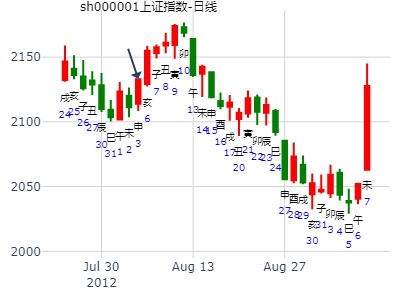 sh000001上证指数-日线
2150
2100
2050
2000
戌 亥 子 丑 辰 巳 午 未 申 亥 子 丑 寅 卯 午 未 申 酉 戌 丑 寅 卯 辰 巳 申 酉 戌 亥 子 卯 辰 巳 午 未
24 25 26 27 30 31 1 2 3 6 7 8 9 10 13 14 15 16 17 20 21 22 23 24 27 28 29 30 31 3 4 5 6 7
Jul 30
2012
Aug 13
Aug 27